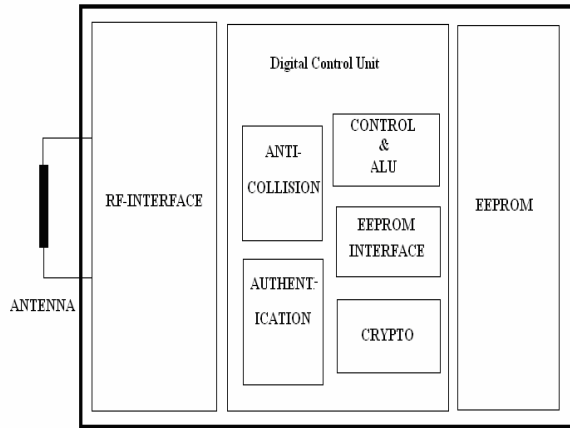 Digital Control Unit
CONTROL
&
ALU
ANTI-
COLLISION
RF-INTERFACE
EEPROM
EEPROM
INTERFACE
AUTHENT-
ICATION
ANTENNA
CRYPTO